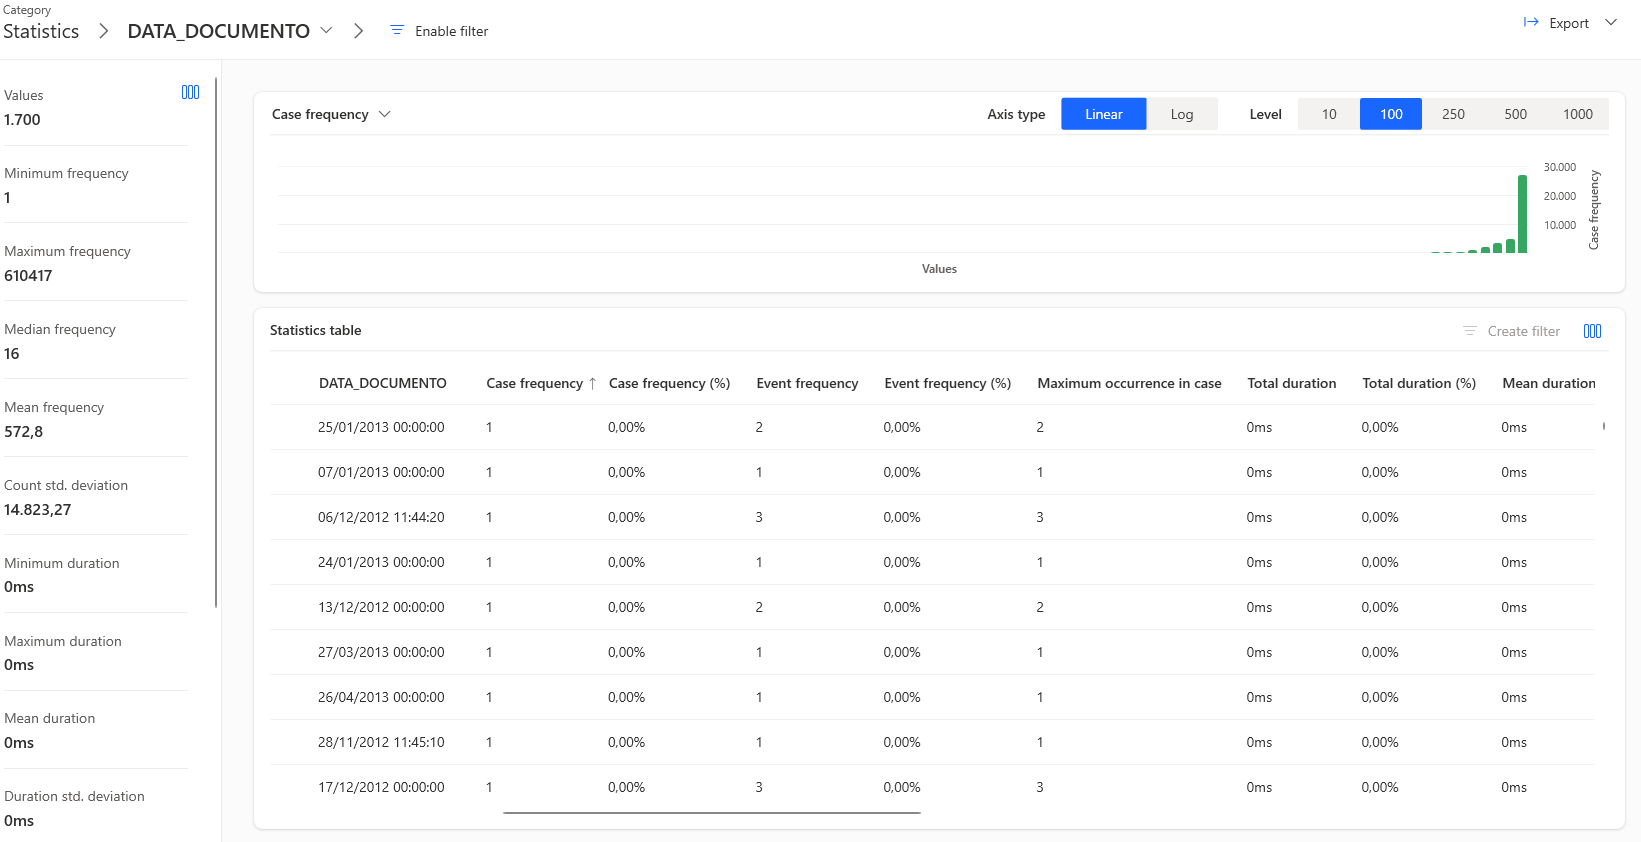 Category
Statistics DATA_DOCUMENTO Enable filter
Export
Values
1.700
Minimum frequency
1
Maximum frequency
610417
Median frequency
16
Mean frequency
572,8
Count std. deviation
14.823,27
Minimum duration
0ms
Maximum duration
0ms
Mean duration
0ms
Duration std. deviation
0ms
Case frequency
Axis type Linear Log Level 10 100 250 500 1000
30.000
20.000
10.000
Case frequency
Values
Statistics table
Create filter
DATA_DOCUMENTO Case frequency ↑ Case frequency (%) Event frequency Event frequency (%) Maximum occurrence in case Total duration Total duration (%) Mean duration
25/01/2013 00:00:00 1 0,00% 2 0,00% 2 0ms 0,00% 0ms
07/01/2013 00:00:00 1 0,00% 1 0,00% 1 0ms 0,00% 0ms
06/12/2012 11:44:20 1 0,00% 3 0,00% 3 0ms 0,00% 0ms
24/01/2013 00:00:00 1 0,00% 1 0,00% 1 0ms 0,00% 0ms
13/12/2012 00:00:00 1 0,00% 2 0,00% 2 0ms 0,00% 0ms
27/03/2013 00:00:00 1 0,00% 1 0,00% 1 0ms 0,00% 0ms
26/04/2013 00:00:00 1 0,00% 1 0,00% 1 0ms 0,00% 0ms
28/11/2012 11:45:10 1 0,00% 1 0,00% 1 0ms 0,00% 0ms
17/12/2012 00:00:00 1 0,00% 3 0,00% 3 0ms 0,00% 0ms